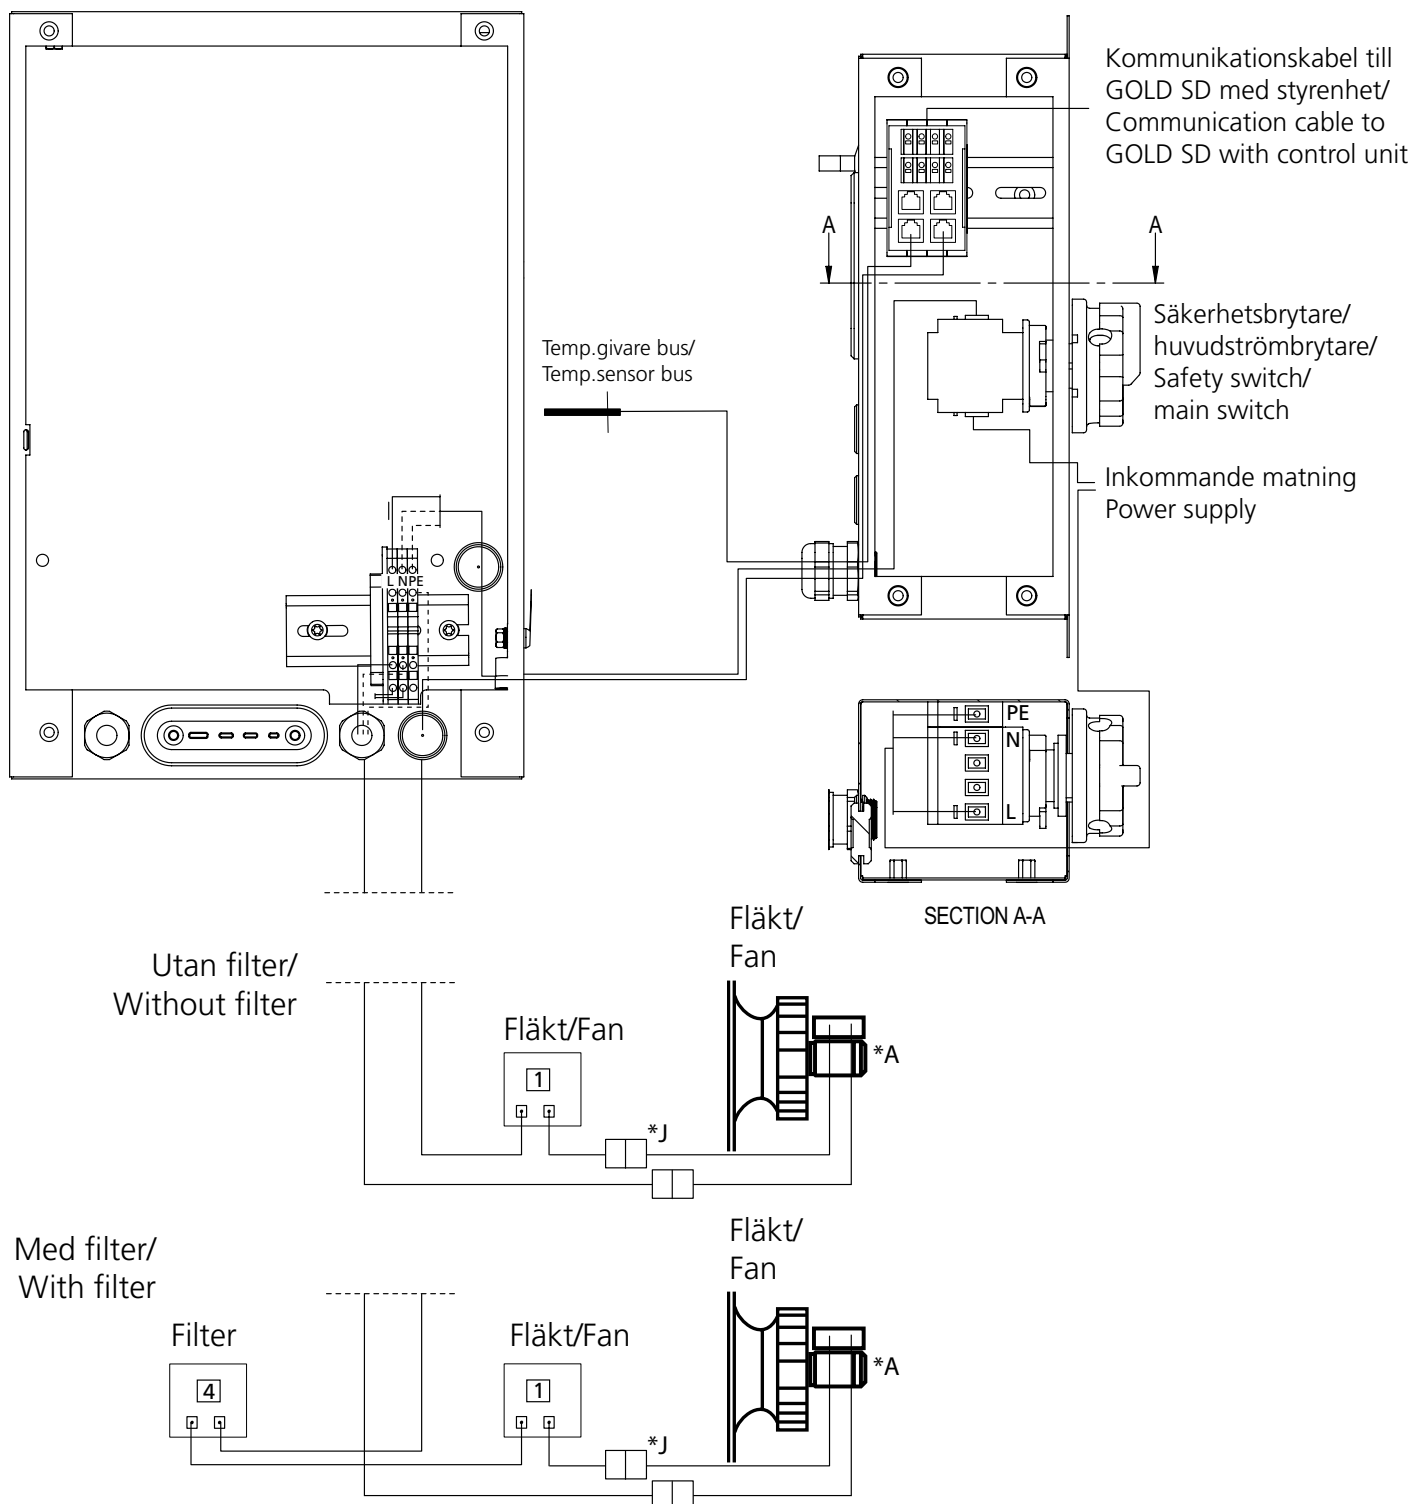 Kommunikationskabel till
GOLD SD med styrenhet/
Communication cable to
GOLD SD with control unit
A
A
Säkerhetsbrytare/
huvudströmbrytare/
Safety switch/
main switch
Temp.givare bus/
Temp.sensor bus
Inkommande matning
Power supply
L N PE
PE
N
L
SECTION A-A
Utan filter/
Without filter
Fläkt/
Fan
Fläkt/Fan
1
*A
*J
Med filter/
With filter
Fläkt/
Fan
Filter
Fläkt/Fan
4
1
*A
*J